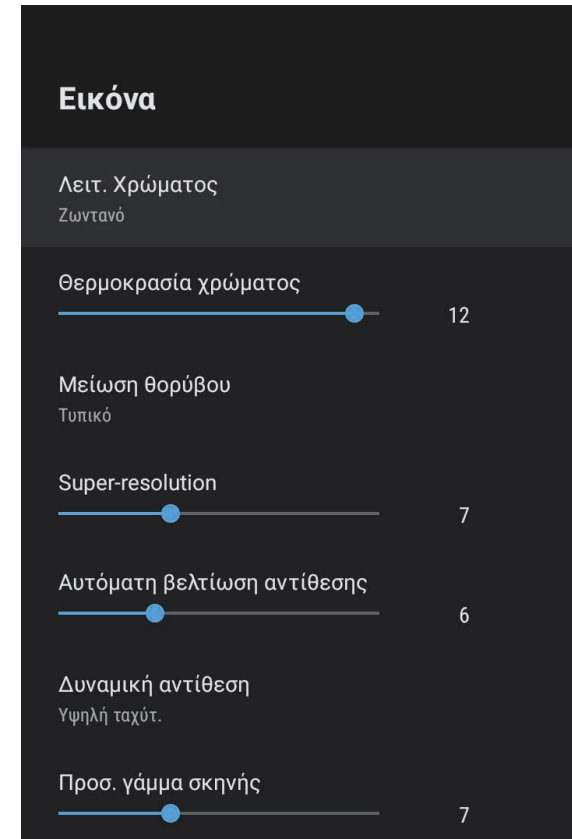 Εικόνα
Λειτ. Χρώματος
Ζωντανό
Θερμοκρασία χρώματος
12
Μείωση θορύβου
Τυπικό
Super-resolution
7
Αυτόματη βελτίωση αντίθεσης
6
Δυναμική αντίθεση
Υψηλή ταχύτ.
Προσ. γάμμα σκηνής
7